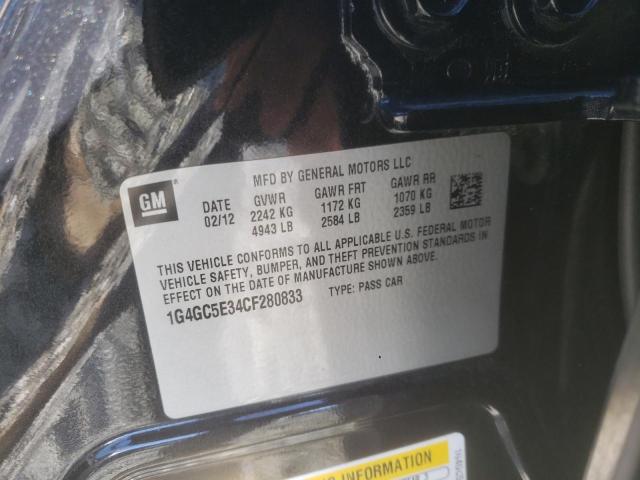 MFD BY GENERAL MOTORS LLC
GM
DATE GVWR GAWR FRT GAWR RR
02/12 2242 KG 1172 KG 1070 KG
4943 LB 2584 LB 2359 LB
THIS VEHICLE CONFORMS TO ALL APPLICABLE U.S. FEDERAL MOTOR
VEHICLE SAFETY, BUMPER, AND THEFT PREVENTION STANDARDS IN
EFFECT ON THE DATE OF MANUFACTURE SHOWN ABOVE.
1G4GC5E34CF280833 TYPE: PASS CAR
INFORMATION